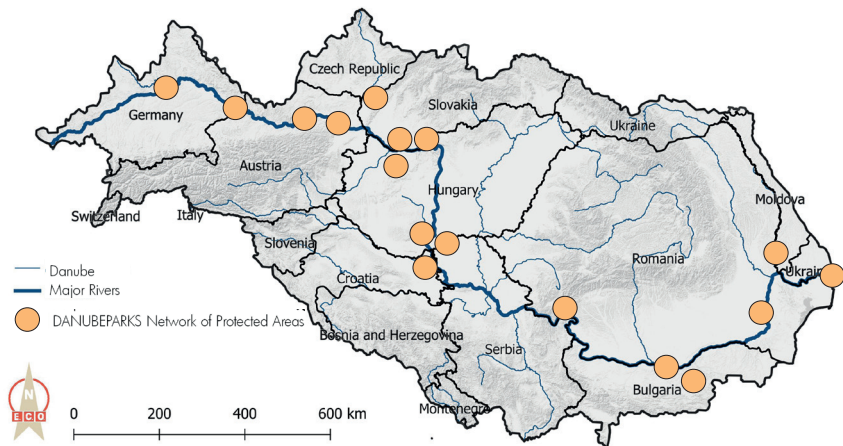 Czech Republic
Slovakia
Germany
Ukraine
Austria
Hungary
Moldova
Switzerland
Italy
Slovenia
Romania
Ukrain
Croatia
Danube
Major Rivers
DANUBEPARKS Network of Protected Areas
Bosnia and Herzegovina
Serbia
Bulgaria
Montenegro
N
ECO
0 200 400 600 km